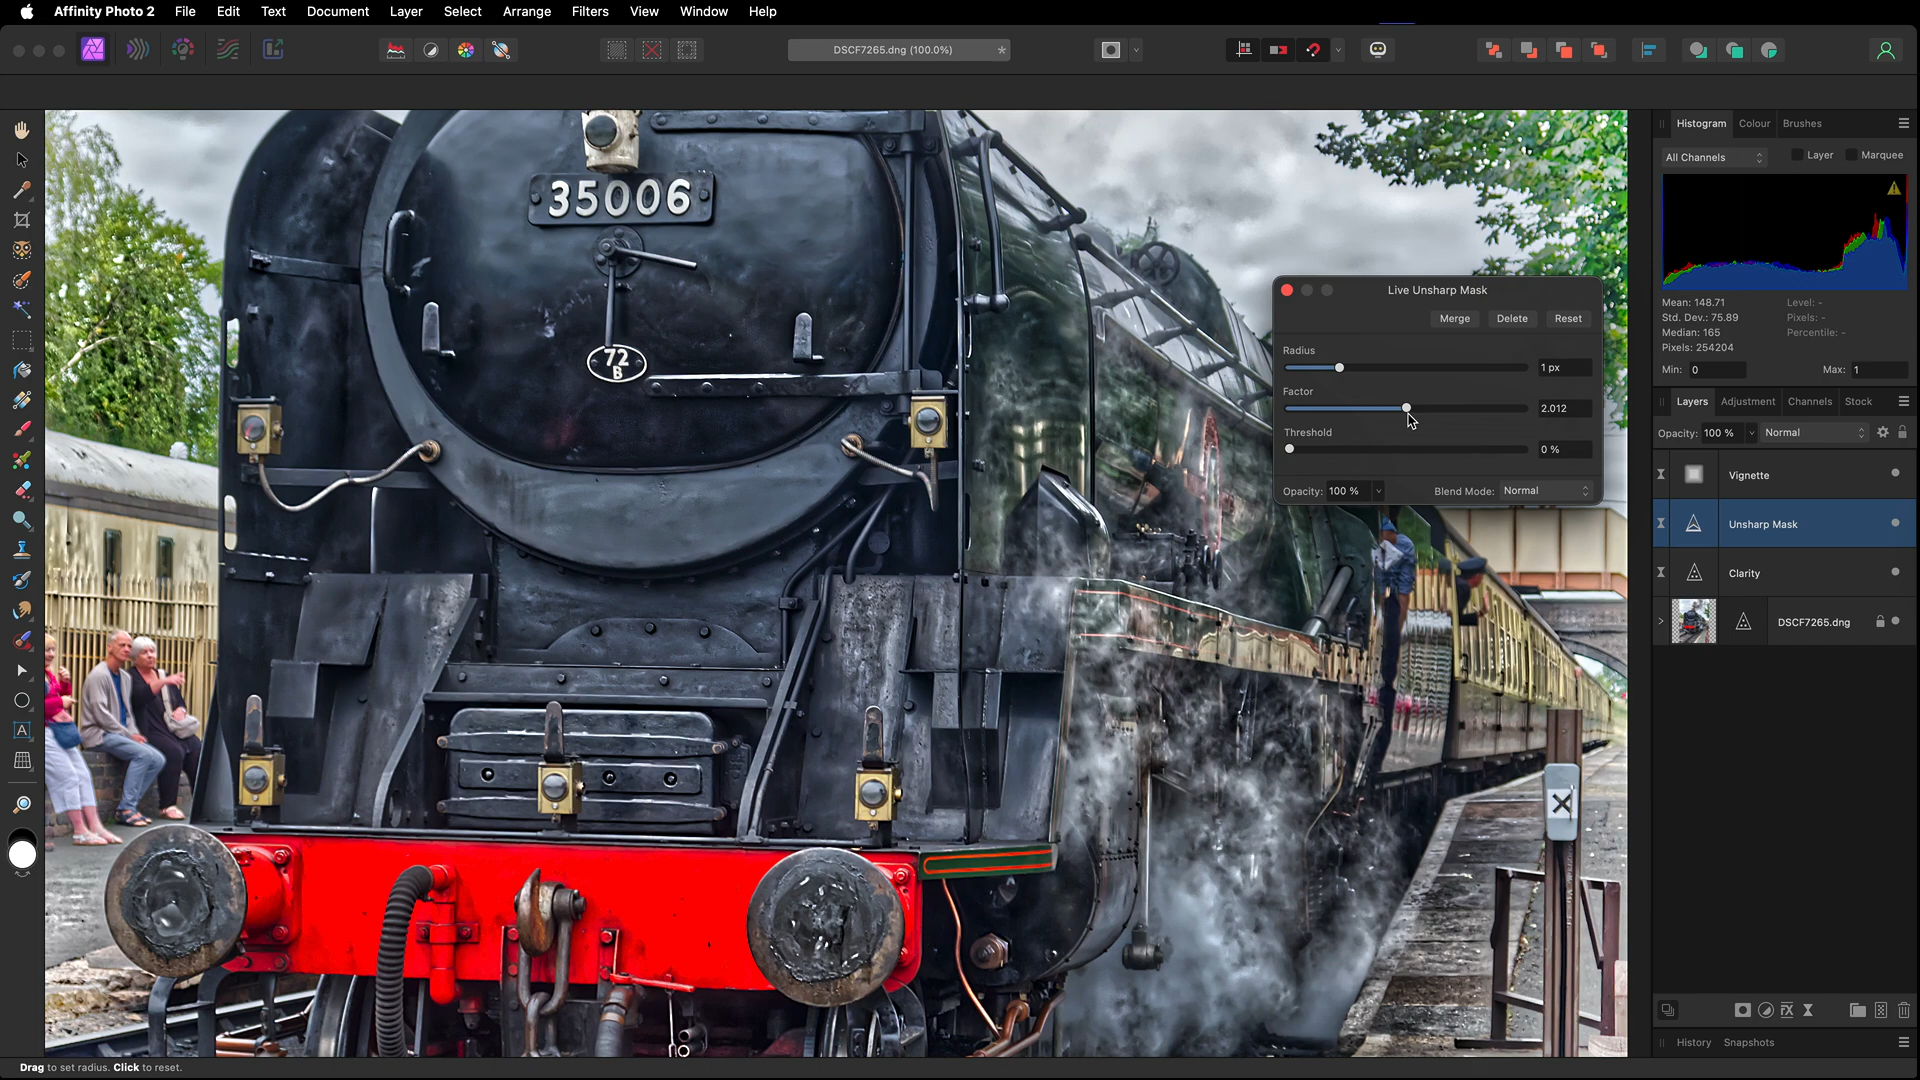 Affinity Photo 2 File Edit Text Document Layer Select Arrange Filters View Window Help
DSCF7265.dng (100.0%) *
Histogram Colour Brushes
All Channels Layer Marquee
Mean: 148.71 Level: -
Std. Dev.: 75.89 Pixels: -
Median: 165 Percentile: -
Pixels: 254204
Min: 0 Max: 1
Layers Adjustment Channels Stock
Opacity: 100 % Normal
Vignette
Unsharp Mask
Clarity
DSCF7265.dng
History Snapshots
Live Unsharp Mask
Merge Delete Reset
Radius
1 px
Factor
2.012
Threshold
0 %
Opacity: 100 % Blend Mode: Normal
35006
72
B
X
A
FX
Drag to set radius. Click to reset.